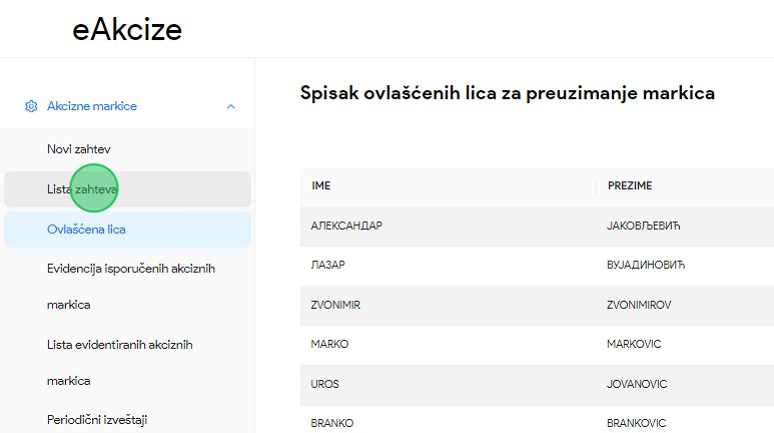 eAkcize
Akcizne markice
Novi zahtev
Lista zahteva
Ovlašćena lica
Evidencija isporučenih akciznih
markica
Lista evidentiranih akciznih
markica
Periodični izveštaji
Spisak ovlašćenih lica za preuzimanje markica
IME PREZIME
АЛЕКСАНДАР ЈАКОВЉЕВИЋ
ЛАЗАР ВУЈАДИНОВИЋ
ZVONIMIR ZVONIMIROV
MARKO MARKOVIC
UROS JOVANOVIC
BRANKO BRANKOVIC